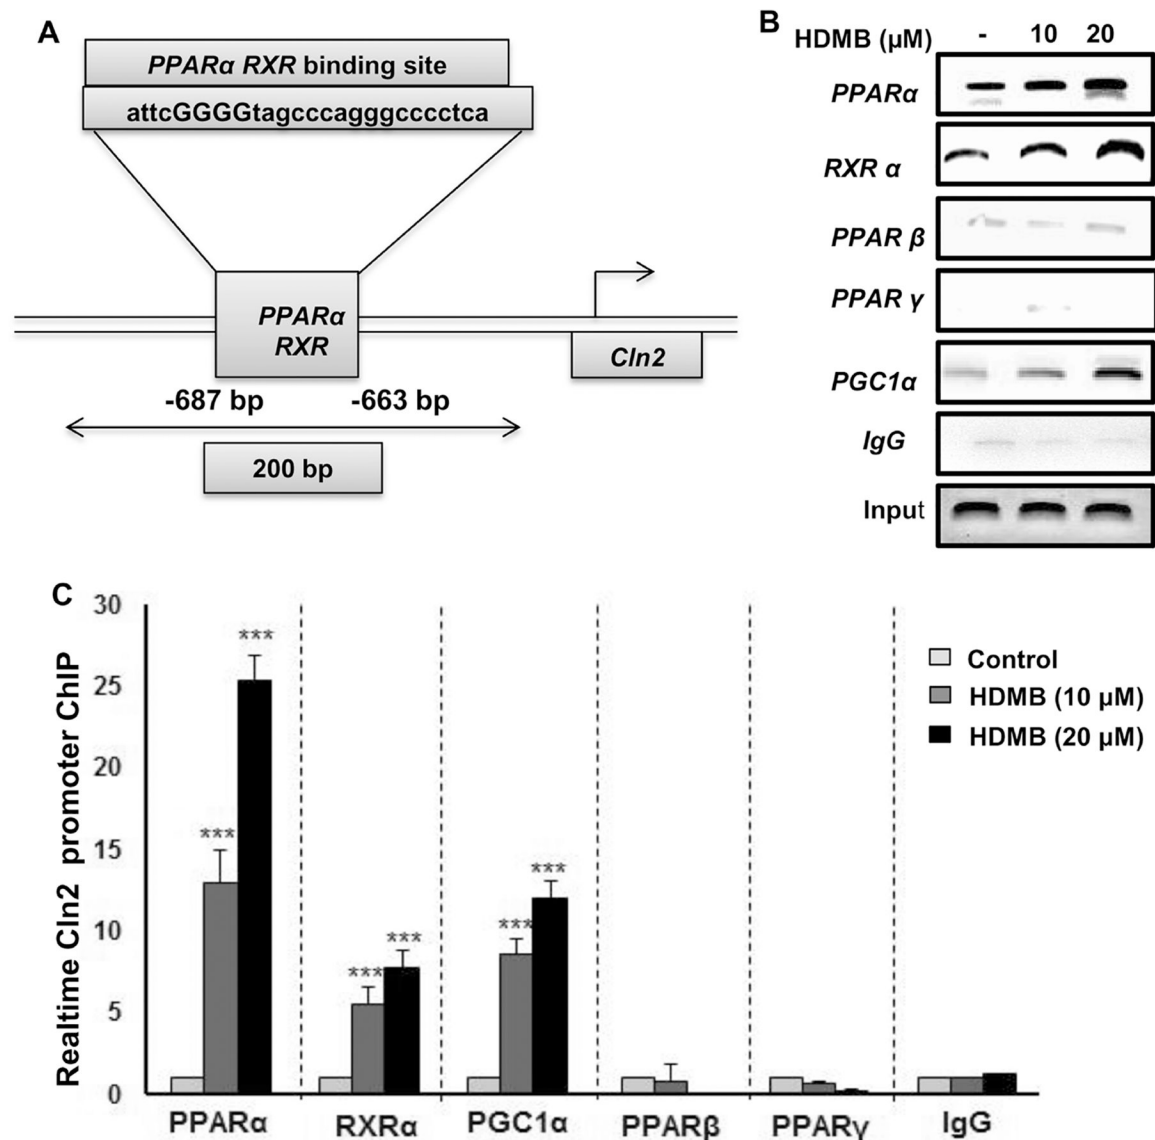 A
PPARα RXR binding site
attcGGGGtagcccagggcccctca
PPARα
RXR
Cln2
-687 bp
-663 bp
200 bp
B
HDMB (µM) - 10 20
PPARα
RXR α
PPAR β
PPAR γ
PGC1α
IgG
Input
C
Realtime Cln2 promoter ChIP
30
25
20
15
10
5
0
***
***
***
***
***
***
Control
HDMB (10 µM)
HDMB (20 µM)
PPARα RXRα PGC1α PPARβ PPARγ IgG